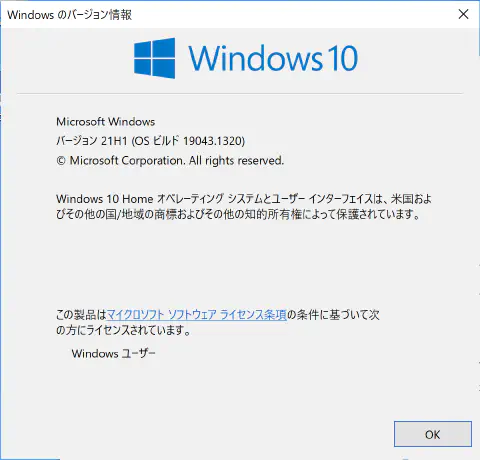 Windows のバージョン情報
Windows 10
Microsoft Windows
バージョン 21H1 (OS ビルド 19043.1320)
© Microsoft Corporation. All rights reserved.
Windows 10 Home オペレーティング システムとユーザー インターフェイスは、米国およ
びその他の国/地域の商標およびその他の知的所有権によって保護されています。
この製品はマイクロソフト ソフトウェア ライセンス条項の条件に基づいて次
の方にライセンスされています。
Windows ユーザー
OK